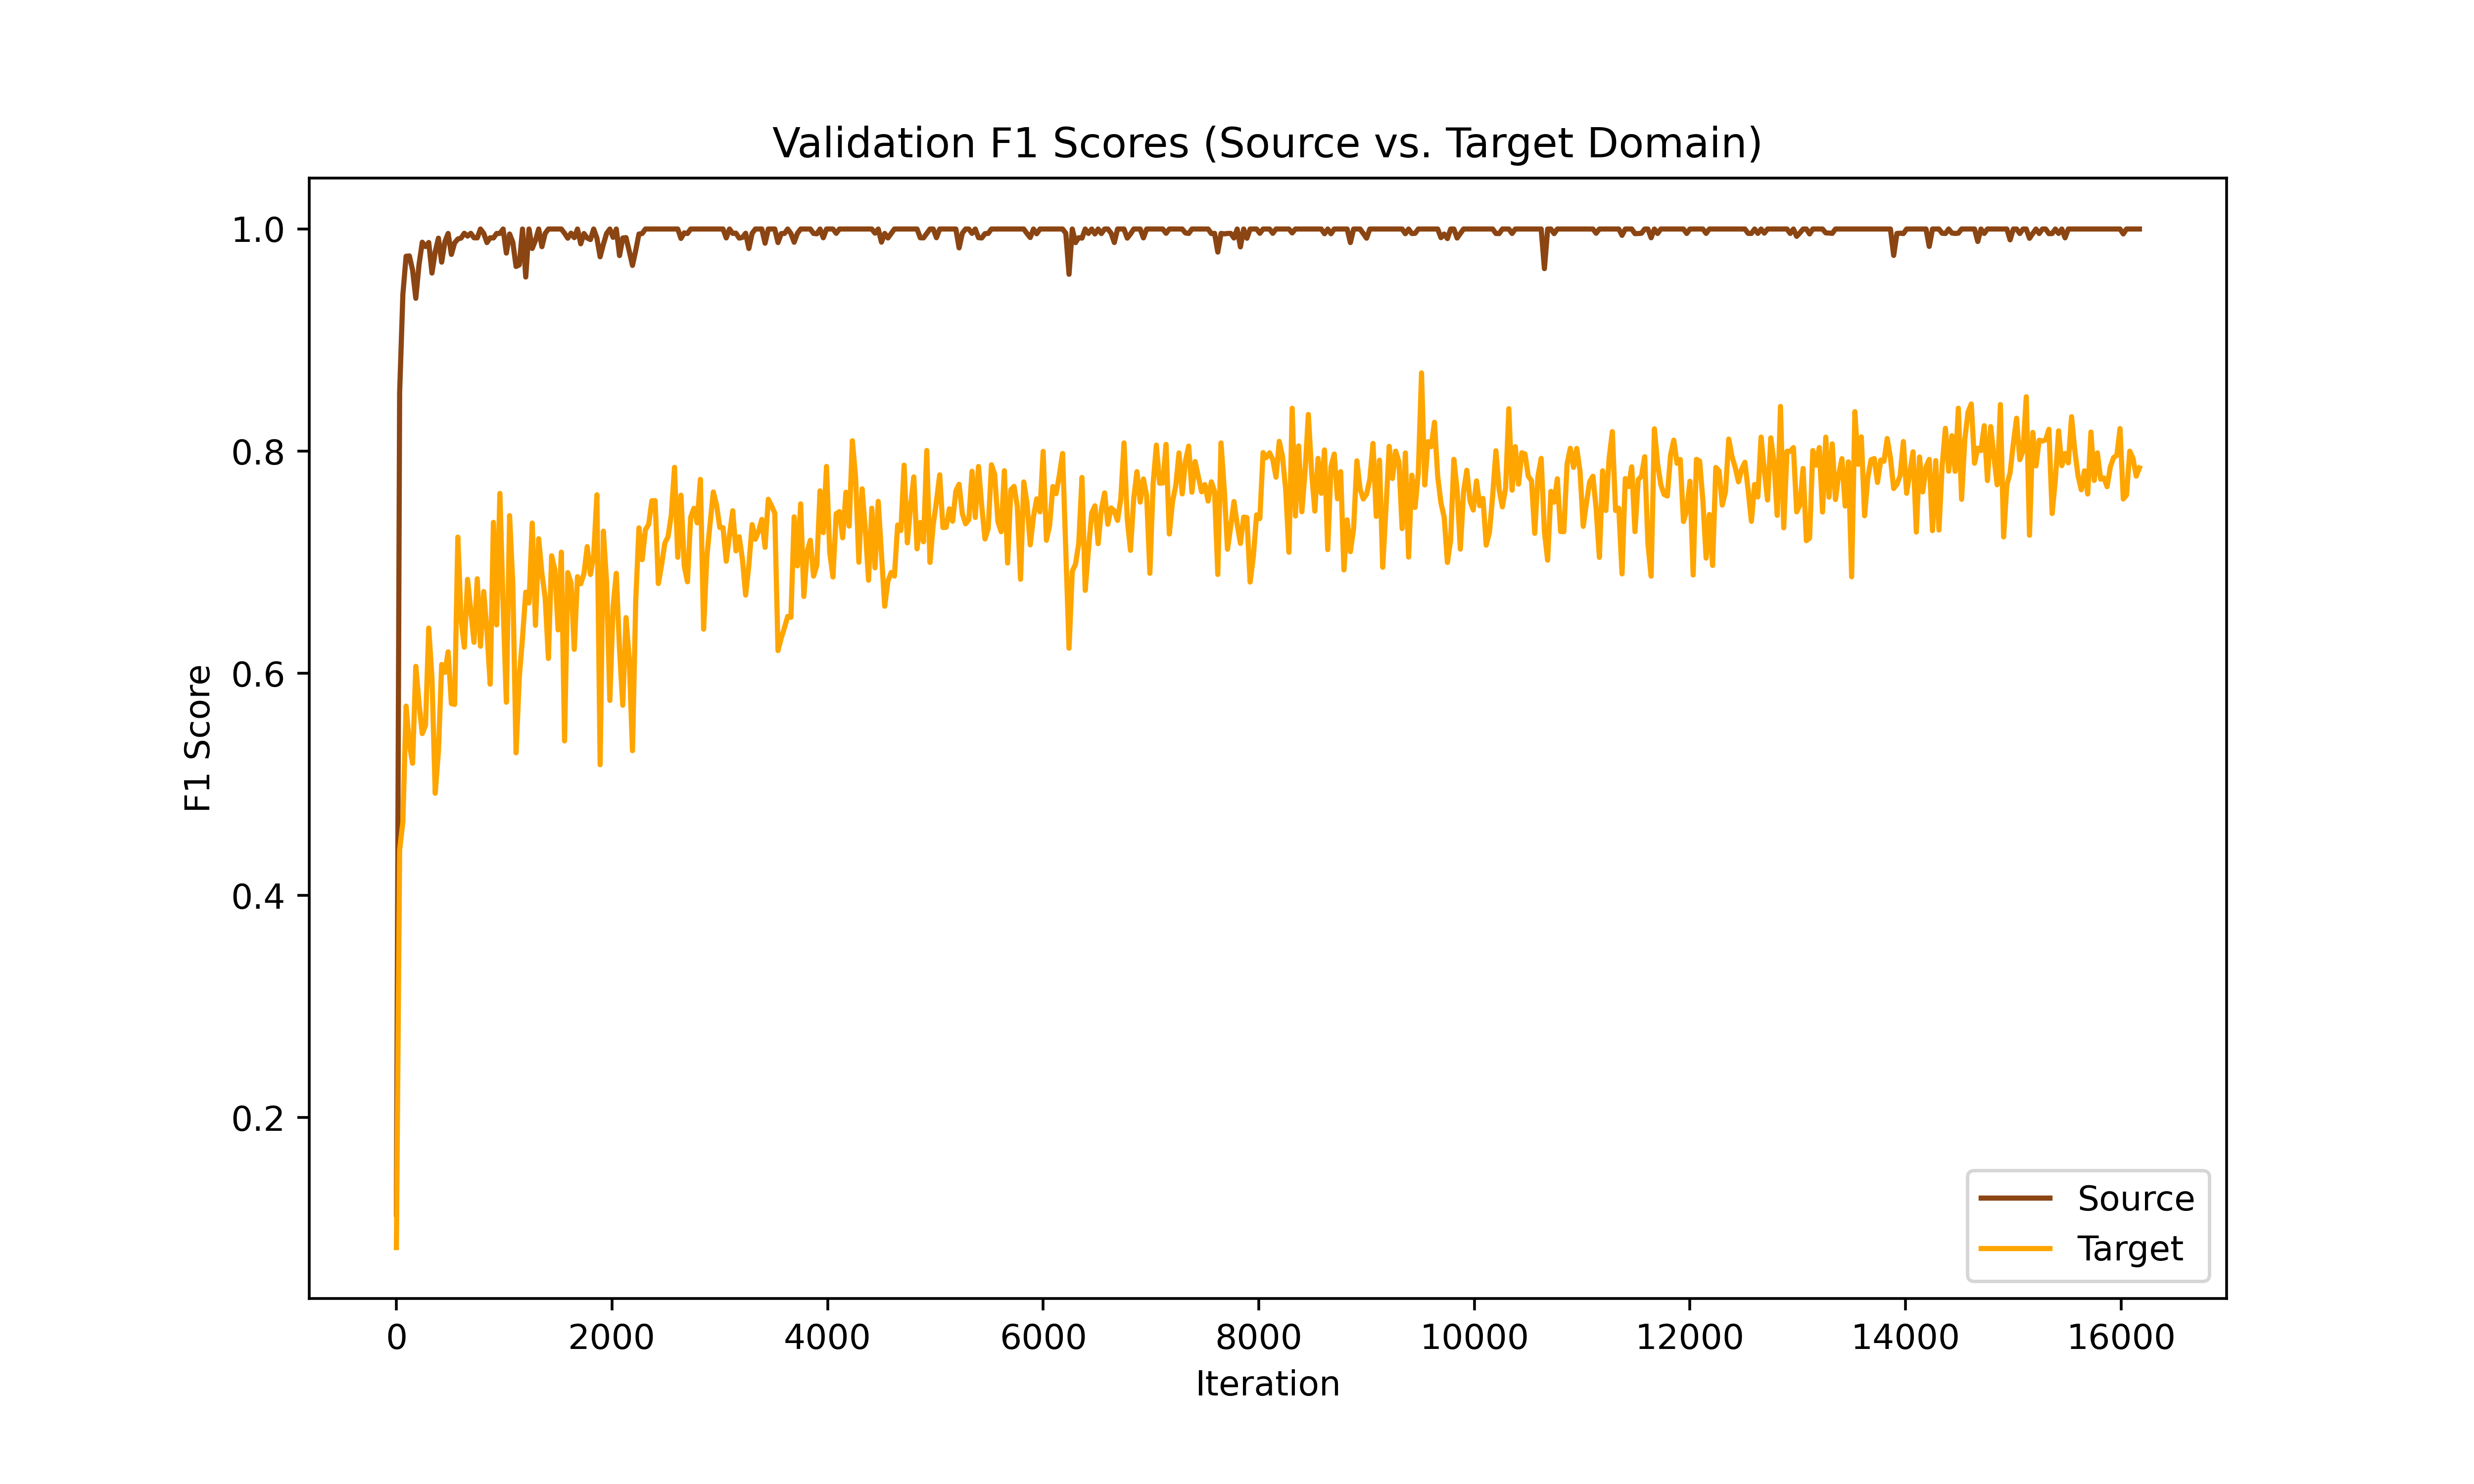 Validation F1 Scores (Source vs. Target Domain)
1.0
0.8
0.6
0.4
0.2
F1 Score
0 2000 4000 6000 8000 10000 12000 14000 16000
Iteration
Source
Target